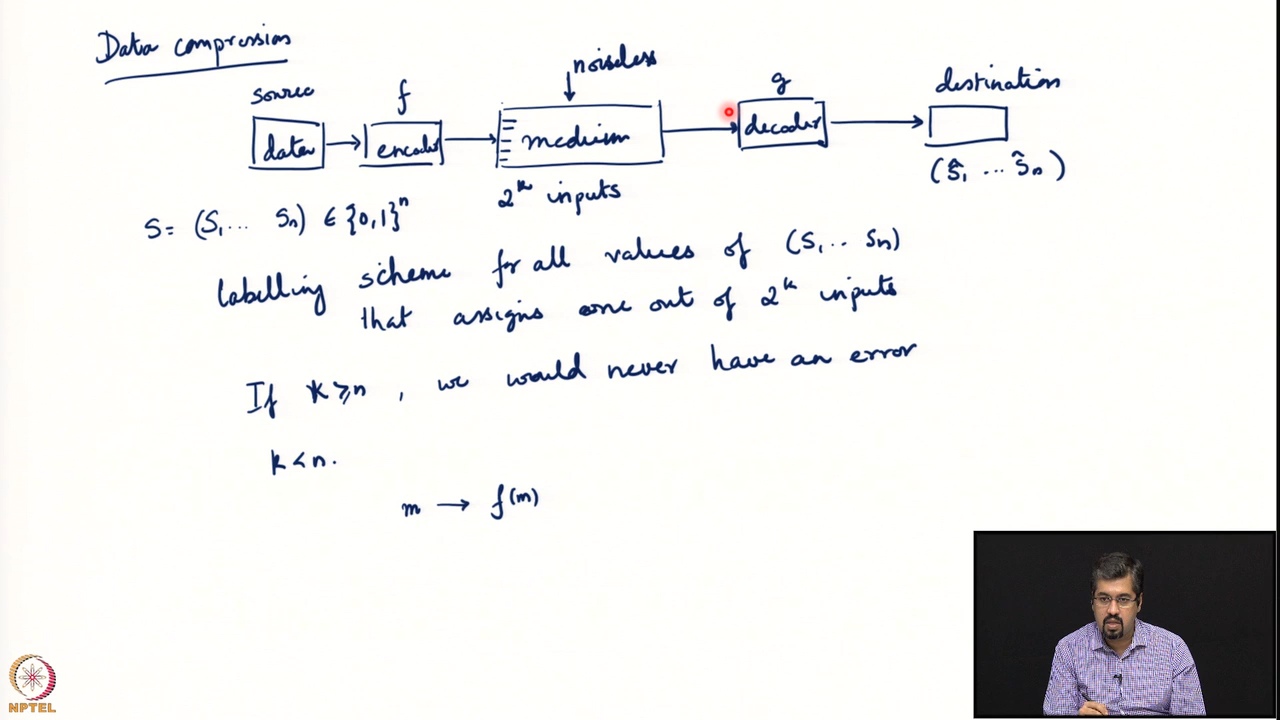 Data compression
noiseless
source f g destination
data encoder medium decoder
2^k inputs (ŝ₁ ... ŝₙ)
S = (S₁... Sₙ) ∈ {0,1}ⁿ
Labelling scheme for all values of (S₁.. Sₙ)
that assigns one out of 2^k inputs
If k ≥ n , we would never have an error
k < n.
m → f(m)
NPTEL